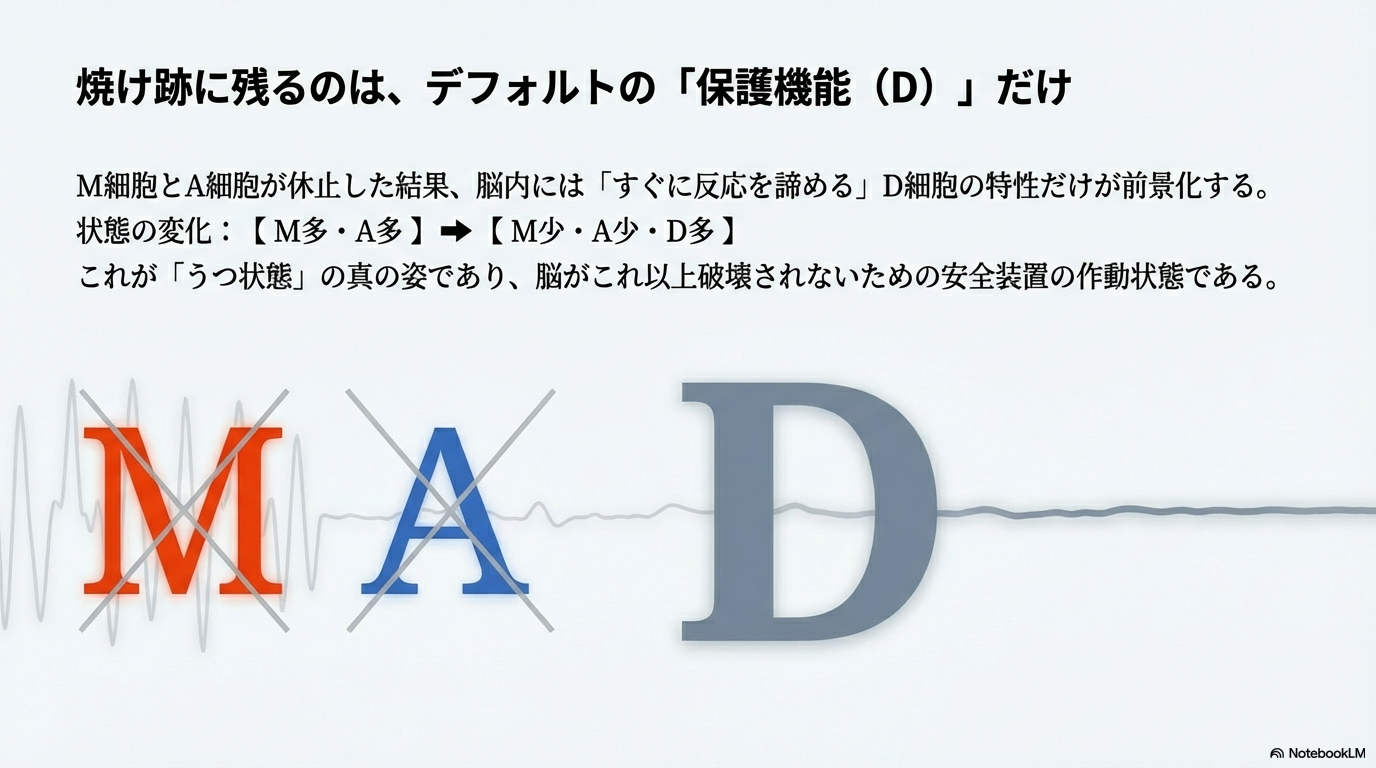 焼け跡に残るのは、デフォルトの「保護機能（D）」だけ
M細胞とA細胞が休止した結果、脳内には「すぐに反応を諦める」D細胞の特性だけが前景化する。
状態の変化：【 M多・A多 】➡【 M少・A少・D多 】
これが「うつ状態」の真の姿であり、脳がこれ以上破壊されないための安全装置の作動状態である。
M A D
NotebookLM